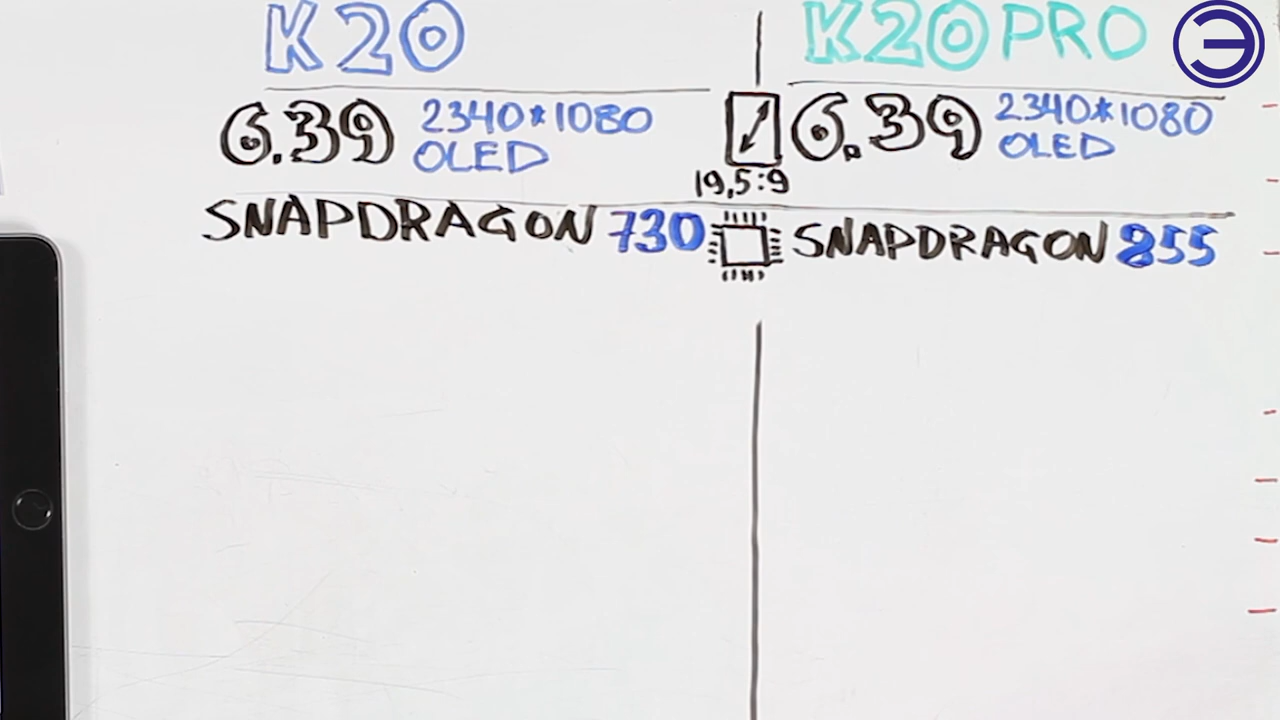 K20
K20 PRO
6.39 2340*1080 OLED
6.39 2340*1080 OLED
19,5:9
SNAPDRAGON 730
SNAPDRAGON 855
Э